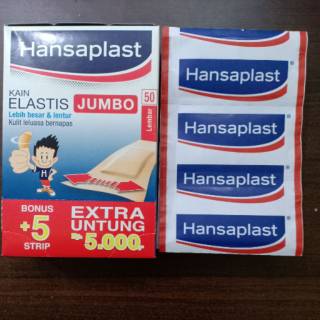 Hansaplast
KAIN
ELASTIS JUMBO
Lebih besar & lentur
Kulit leluasa bernapas
50
Lembar
H
BONUS
+5
STRIP
EXTRA
UNTUNG
Rp 5.000,-
Hansaplast
Hansaplast
Hansaplast
Hansaplast